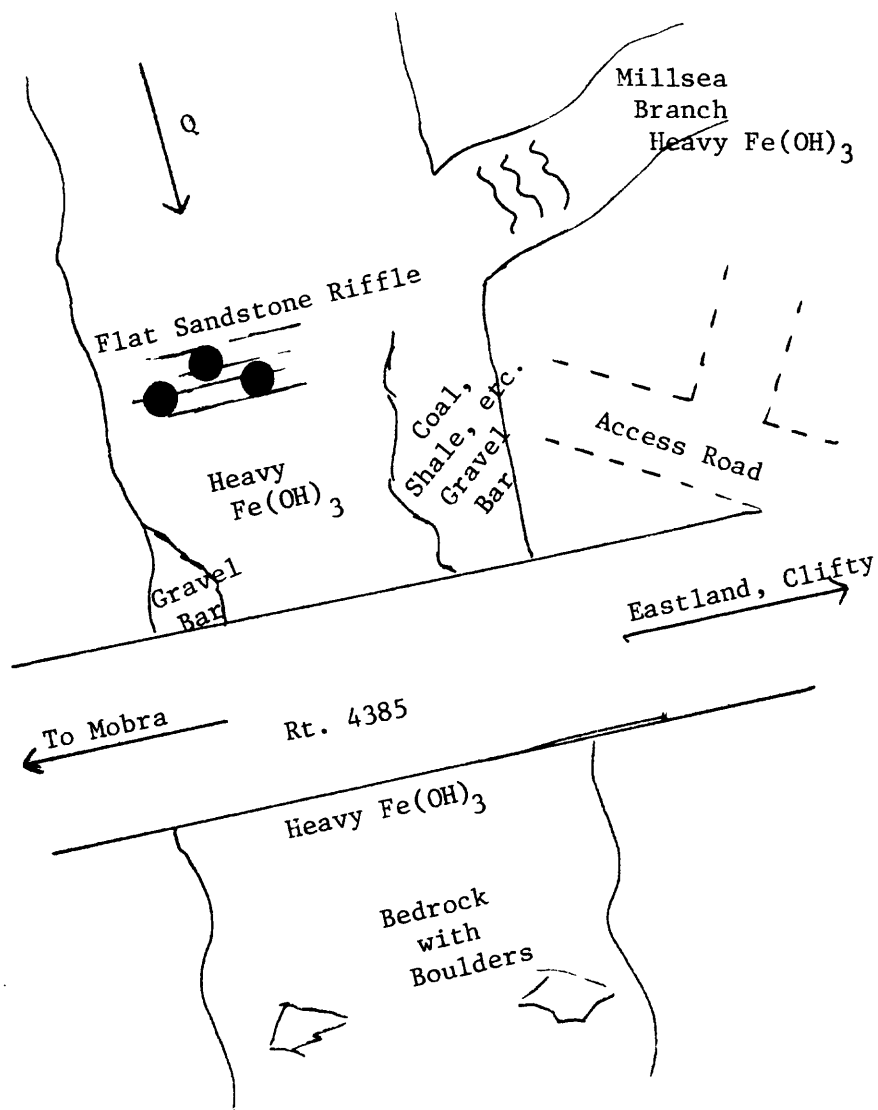 Millsea
Branch
Heavy Fe(OH)3
Q
Flat Sandstone Riffle
Coal,
Shale, etc.
Gravel
Bar
Access Road
Heavy
Fe(OH)3
Gravel
Bar
Eastland, Clifty
To Mobra
Rt. 4385
Heavy Fe(OH)3
Bedrock
with
Boulders